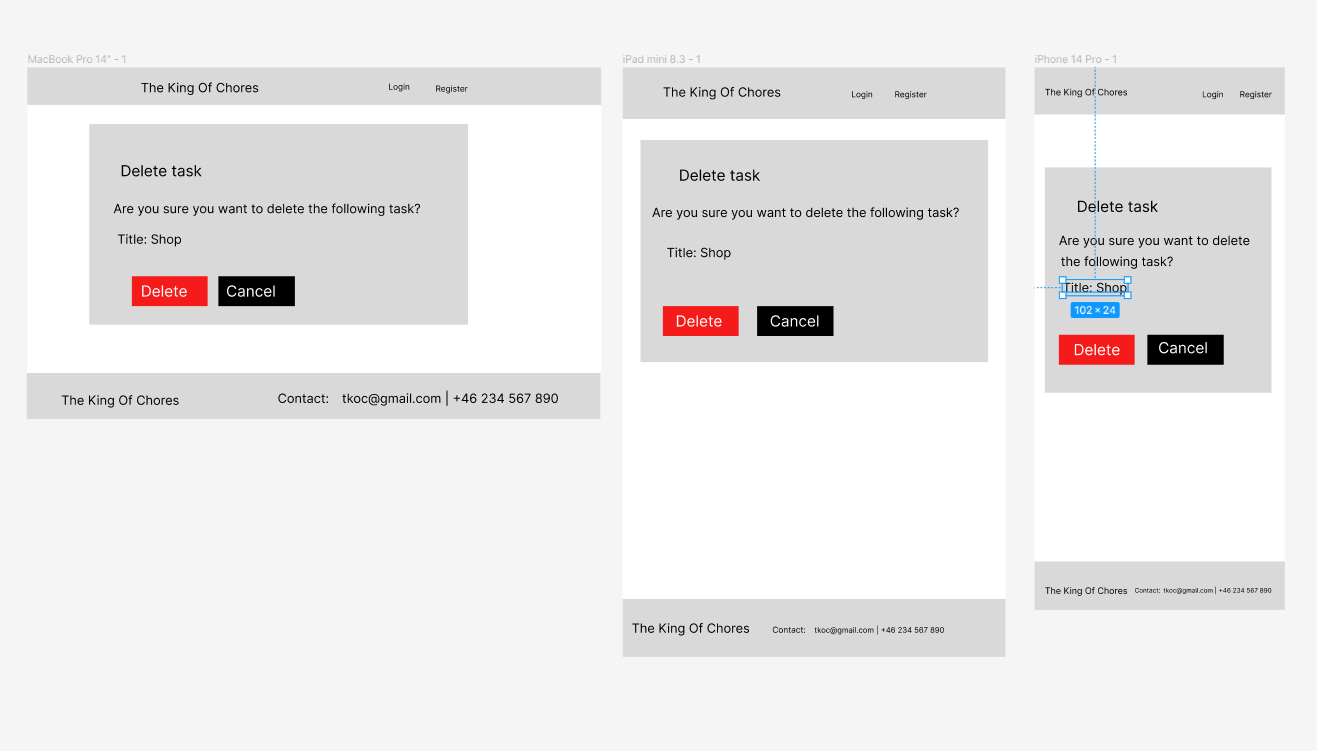 MacBook Pro 14" - 1
The King Of Chores
Login
Register
Delete task
Are you sure you want to delete the following task?
Title: Shop
Delete
Cancel
The King Of Chores
Contact: tkoc@gmail.com | +46 234 567 890
iPad mini 8.3 - 1
The King Of Chores
Login
Register
Delete task
Are you sure you want to delete the following task?
Title: Shop
Delete
Cancel
The King Of Chores
Contact: tkoc@gmail.com | +46 234 567 890
iPhone 14 Pro - 1
The King Of Chores
Login
Register
Delete task
Are you sure you want to delete
the following task?
Title: Shop
102 × 24
Delete
Cancel
The King Of Chores
Contact: tkoc@gmail.com | +46 234 567 890